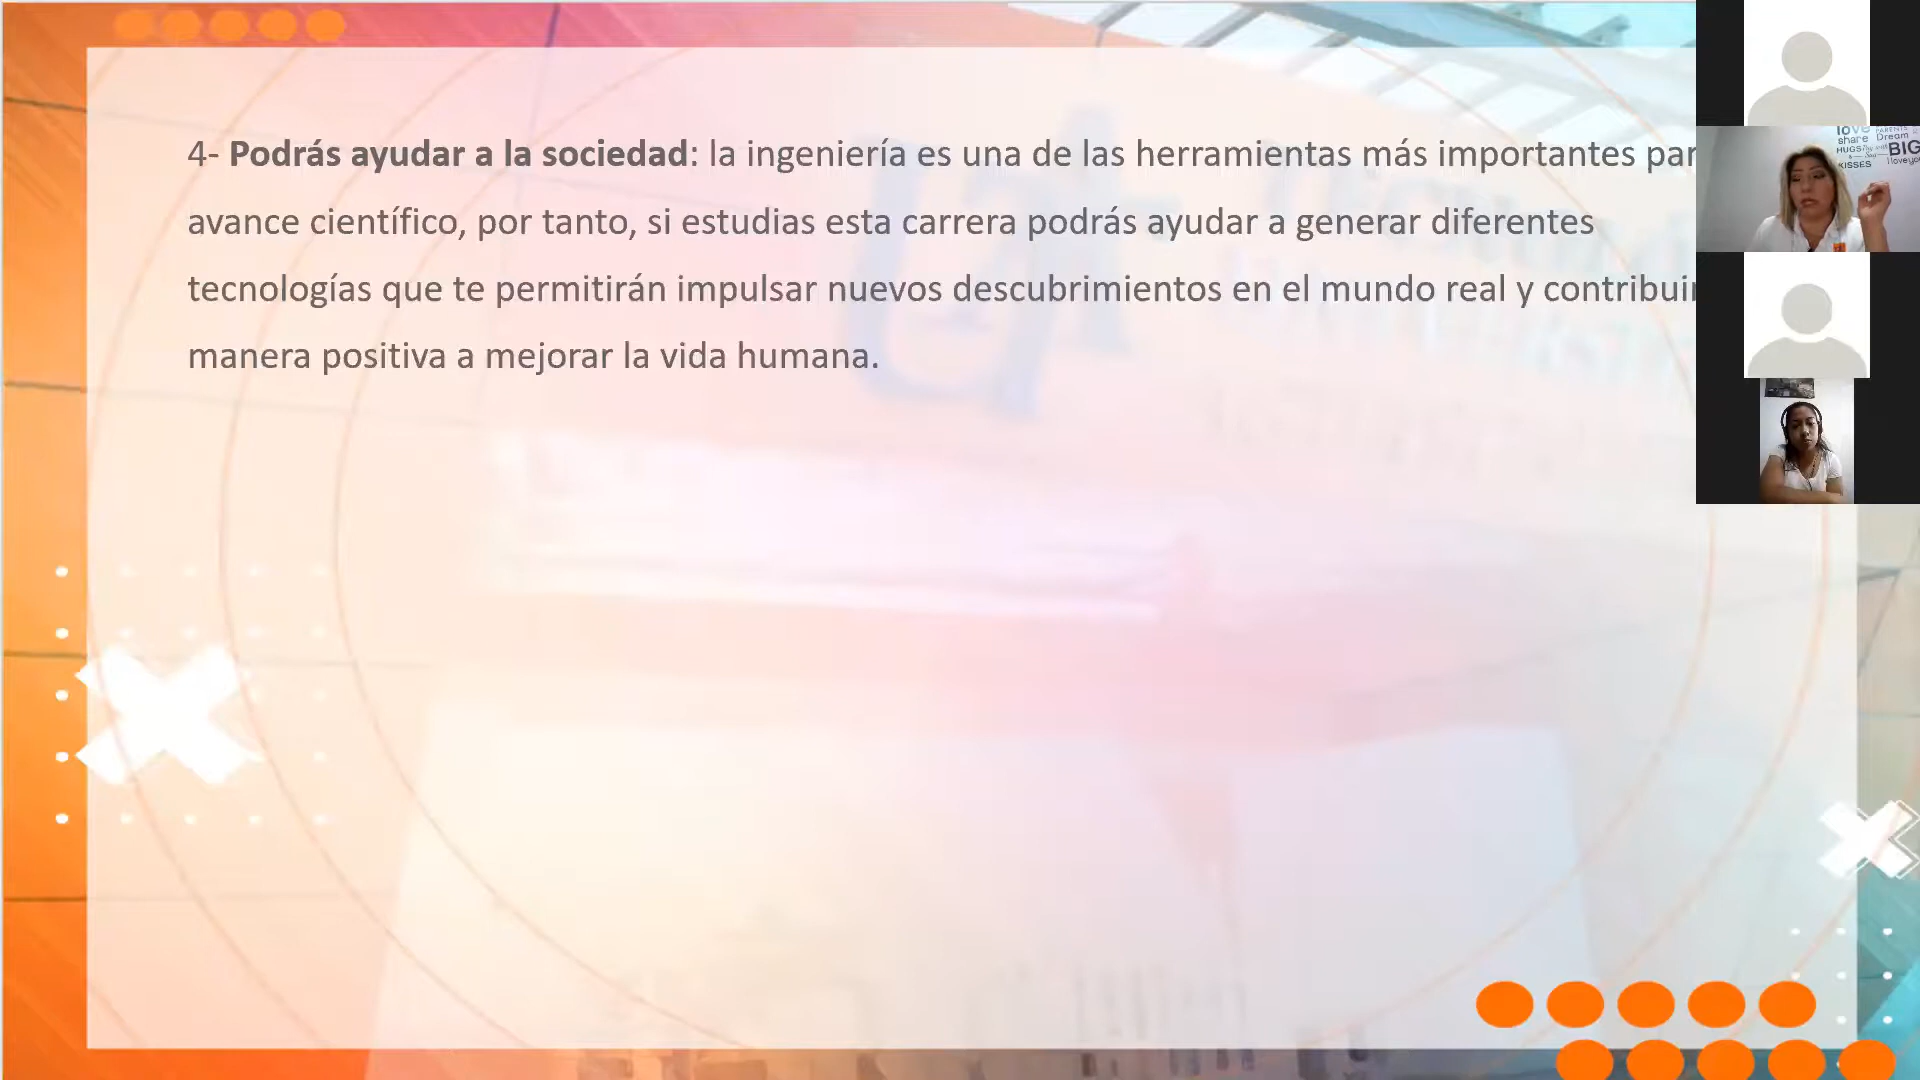 4- Podrás ayudar a la sociedad: la ingeniería es una de las herramientas más importantes
avance científico, por tanto, si estudias esta carrera podrás ayudar a generar diferentes
tecnologías que te permitirán impulsar nuevos descubrimientos en el mundo real y contribuir
manera positiva a mejorar la vida humana.
love
share
Dream
HUGS
BIG
KISSES